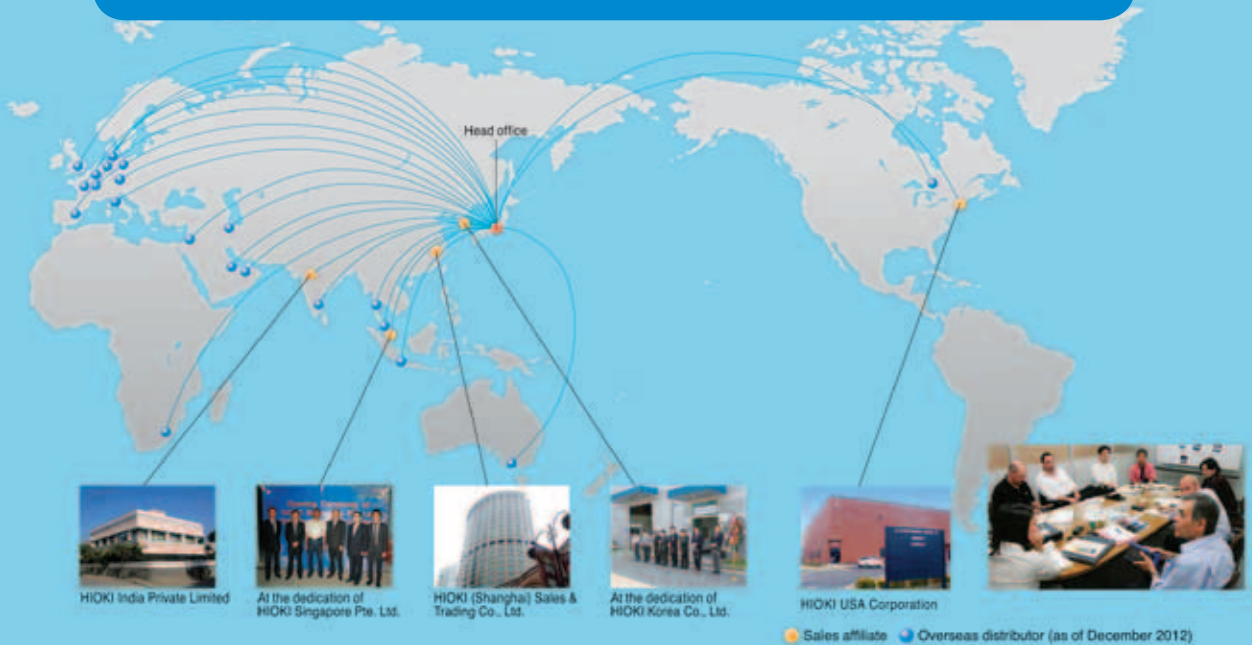 Head office
HIOKI India Private Limited
At the dedication of
HIOKI Singapore Pte. Ltd.
HIOKI (Shanghai) Sales &
Trading Co., Ltd.
At the dedication of
HIOKI Korea Co., Ltd.
HIOKI USA Corporation
Sales affiliate
Overseas distributor (as of December 2012)